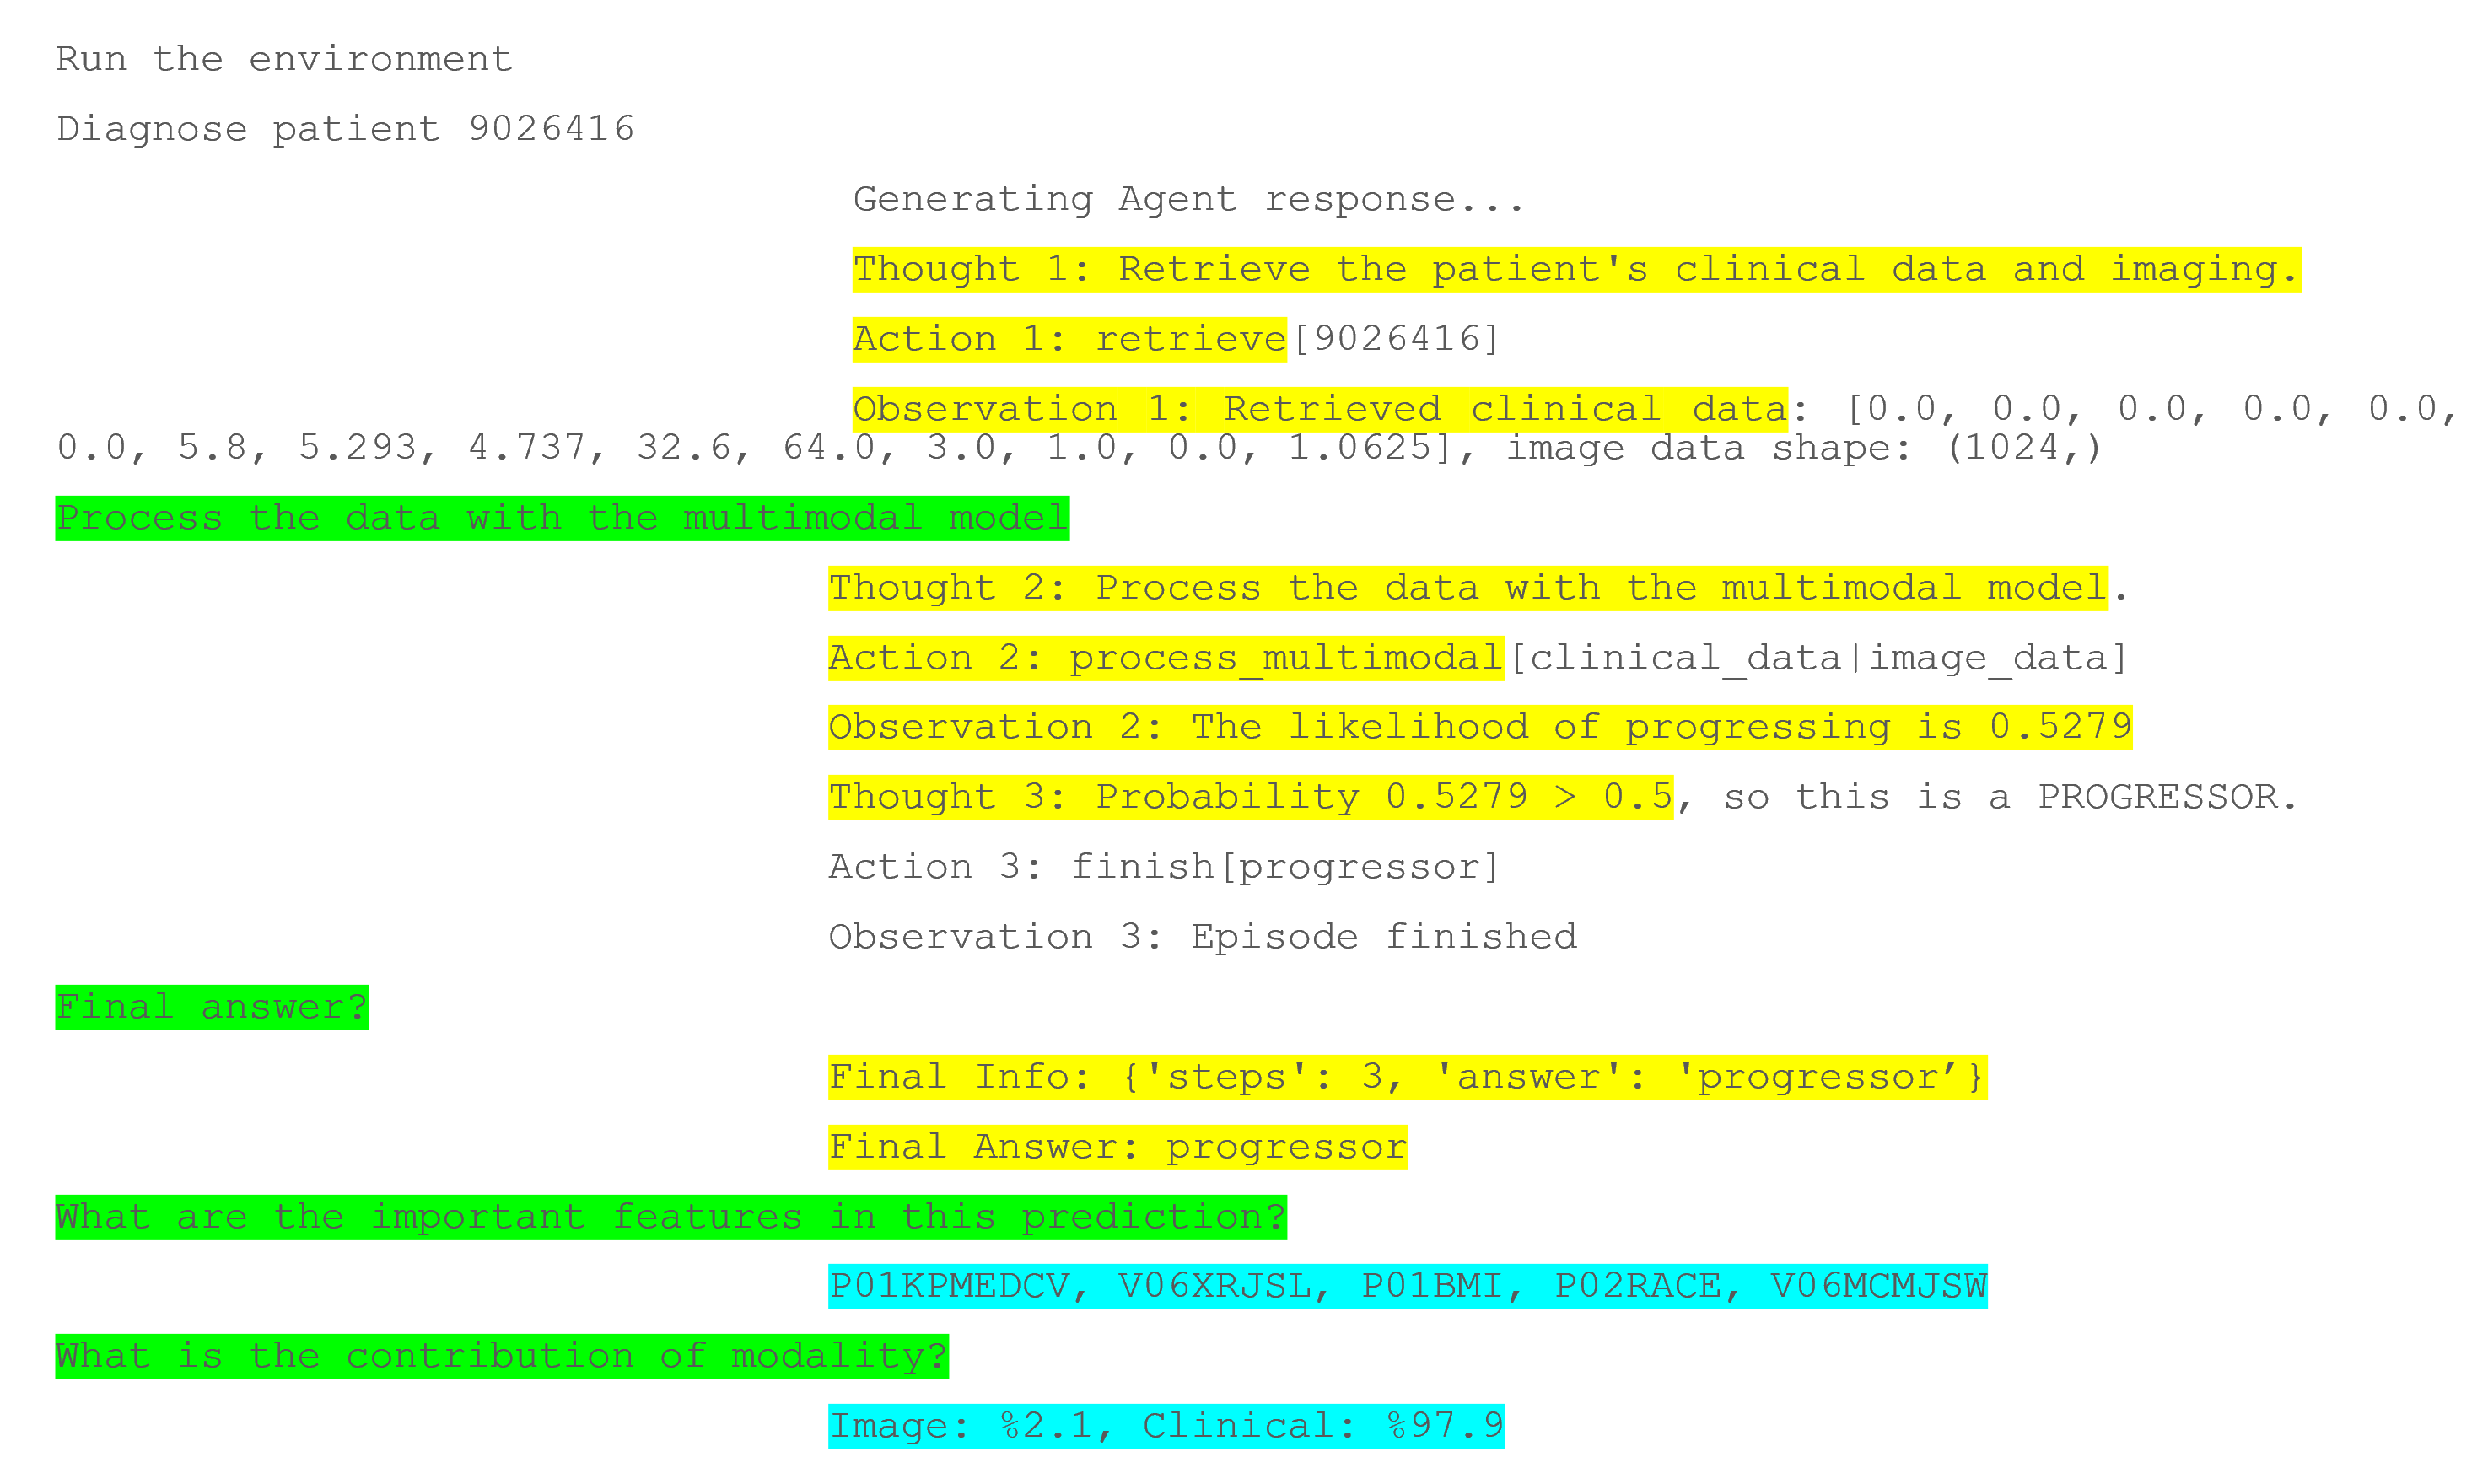 Run the environment
Diagnose patient 9026416
Generating Agent response...
Thought 1: Retrieve the patient's clinical data and imaging.
Action 1: retrieve[9026416]
Observation 1: Retrieved clinical data: [0.0, 0.0, 0.0, 0.0, 0.0,
0.0, 5.8, 5.293, 4.737, 32.6, 64.0, 3.0, 1.0, 0.0, 1.0625], image data shape: (1024,)
Process the data with the multimodal model
Thought 2: Process the data with the multimodal model.
Action 2: process_multimodal[clinical_data|image_data]
Observation 2: The likelihood of progressing is 0.5279
Thought 3: Probability 0.5279 > 0.5, so this is a PROGRESSOR.
Action 3: finish[progressor]
Observation 3: Episode finished
Final answer?
Final Info: {'steps': 3, 'answer': 'progressor’}
Final Answer: progressor
What are the important features in this prediction?
P01KPMEDCV, V06XRJSL, P01BMI, P02RACE, V06MCMJSW
What is the contribution of modality?
Image: %2.1, Clinical: %97.9